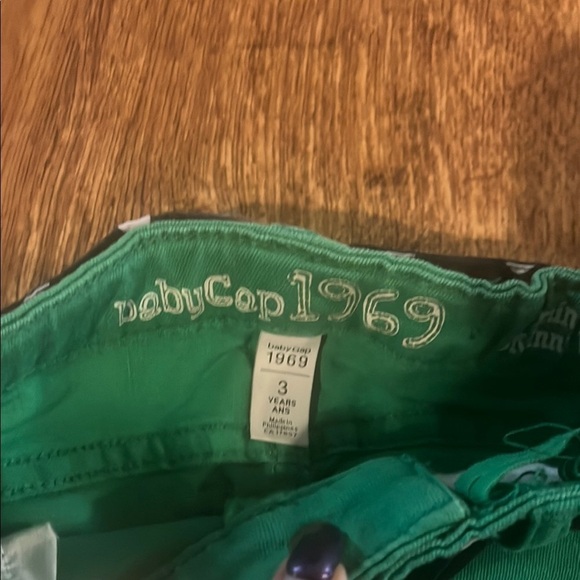 babyGap 1969
babyGap
1969
3
YEARS
ANS
Made in
Philippines